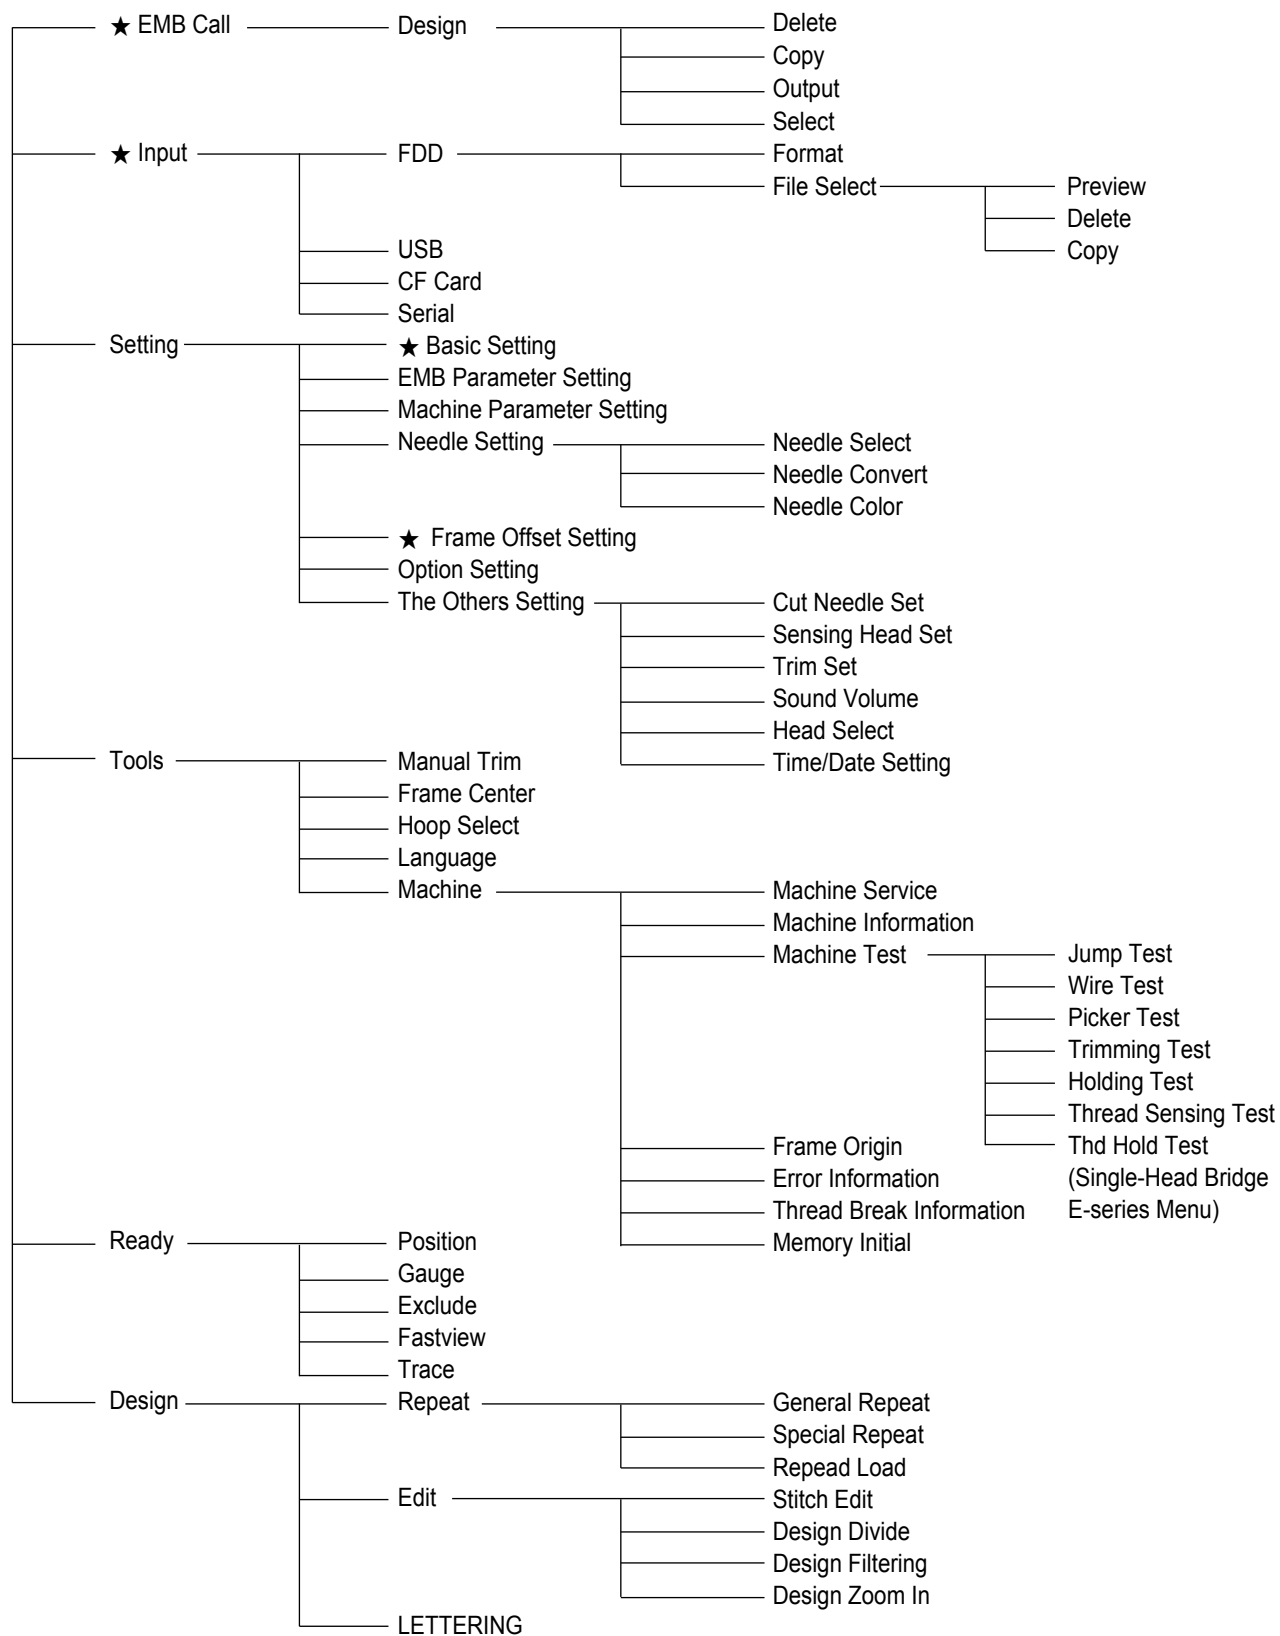 ★ EMB Call
Design
Delete
Copy
Output
Select
★ Input
FDD
Format
File Select
Preview
Delete
Copy
USB
CF Card
Serial
Setting
★ Basic Setting
EMB Parameter Setting
Machine Parameter Setting
Needle Setting
Needle Select
Needle Convert
Needle Color
★ Frame Offset Setting
Option Setting
The Others Setting
Cut Needle Set
Sensing Head Set
Trim Set
Sound Volume
Head Select
Time/Date Setting
Tools
Manual Trim
Frame Center
Hoop Select
Language
Machine
Machine Service
Machine Information
Machine Test
Jump Test
Wire Test
Picker Test
Trimming Test
Holding Test
Thread Sensing Test
Thd Hold Test
(Single-Head Bridge
E-series Menu)
Frame Origin
Error Information
Thread Break Information
Memory Initial
Ready
Position
Gauge
Exclude
Fastview
Trace
Design
Repeat
General Repeat
Special Repeat
Repead Load
Edit
Stitch Edit
Design Divide
Design Filtering
Design Zoom In
LETTERING